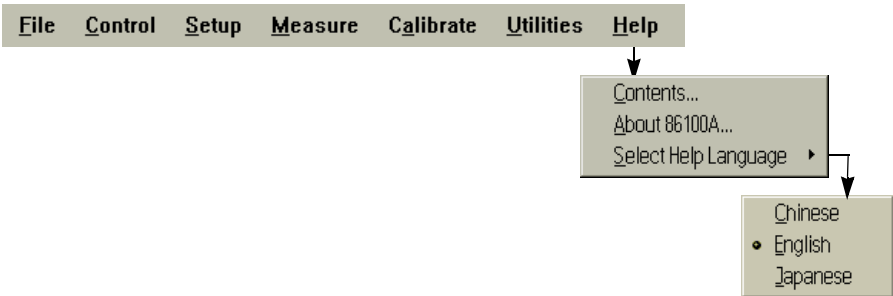 File Control Setup Measure Calibrate Utilities Help
Contents...
About 86100A...
Select Help Language
Chinese
English
Japanese